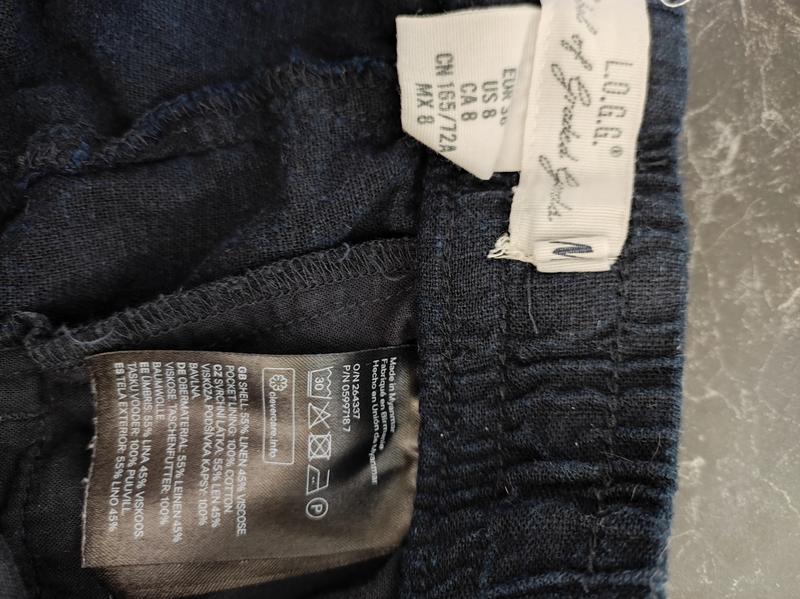 L.O.G.G.®
of Graded Goods
EUR 38
US 8
CA 8
CN 165/72A
MX 8
Made in Myanmar
Fabriqué en Birmanie
Hecho en Unión de Myanmar
O/N 264337
P/N 0599718.7
30
P
clevercare.info
GB SHELL: 55% LINEN 45% VISCOSE.
POCKET LINING: 100% COTTON.
CZ SVRCHNÍ LÁTKA: 55% LEN 45%
VISKÓZA. PODŠÍVKA KAPSY: 100%
BAVLNA.
DE OBERMATERIAL: 55% LEINEN 45%
VISKOSE. TASCHENFUTTER: 100%
BAUMWOLLE.
EE ÜMBRIS: 55% LINA 45% VISKOOS.
TASKU VOODER: 100% PUUVILL.
ES TELA EXTERIOR: 55% LINO 45%